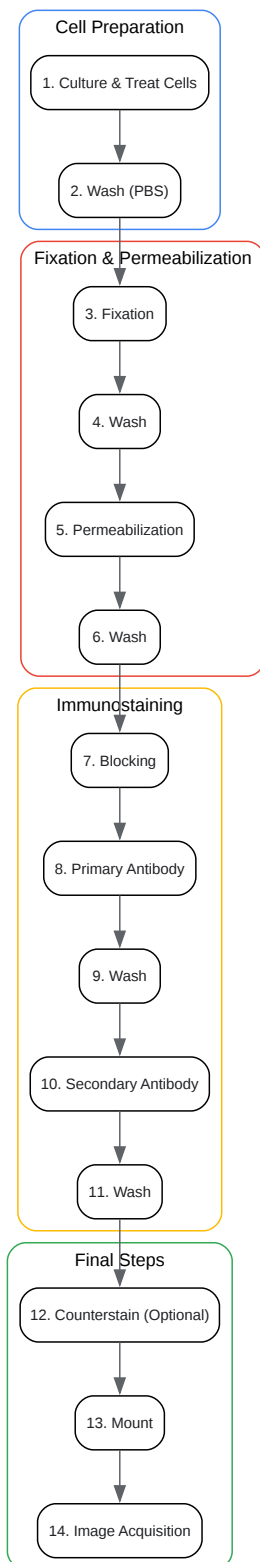 Cell Preparation
1. Culture & Treat Cells
2. Wash (PBS)
Fixation & Permeabilization
3. Fixation
4. Wash
5. Permeabilization
6. Wash
Immunostaining
7. Blocking
8. Primary Antibody
9. Wash
10. Secondary Antibody
11. Wash
Final Steps
12. Counterstain (Optional)
13. Mount
14. Image Acquisition